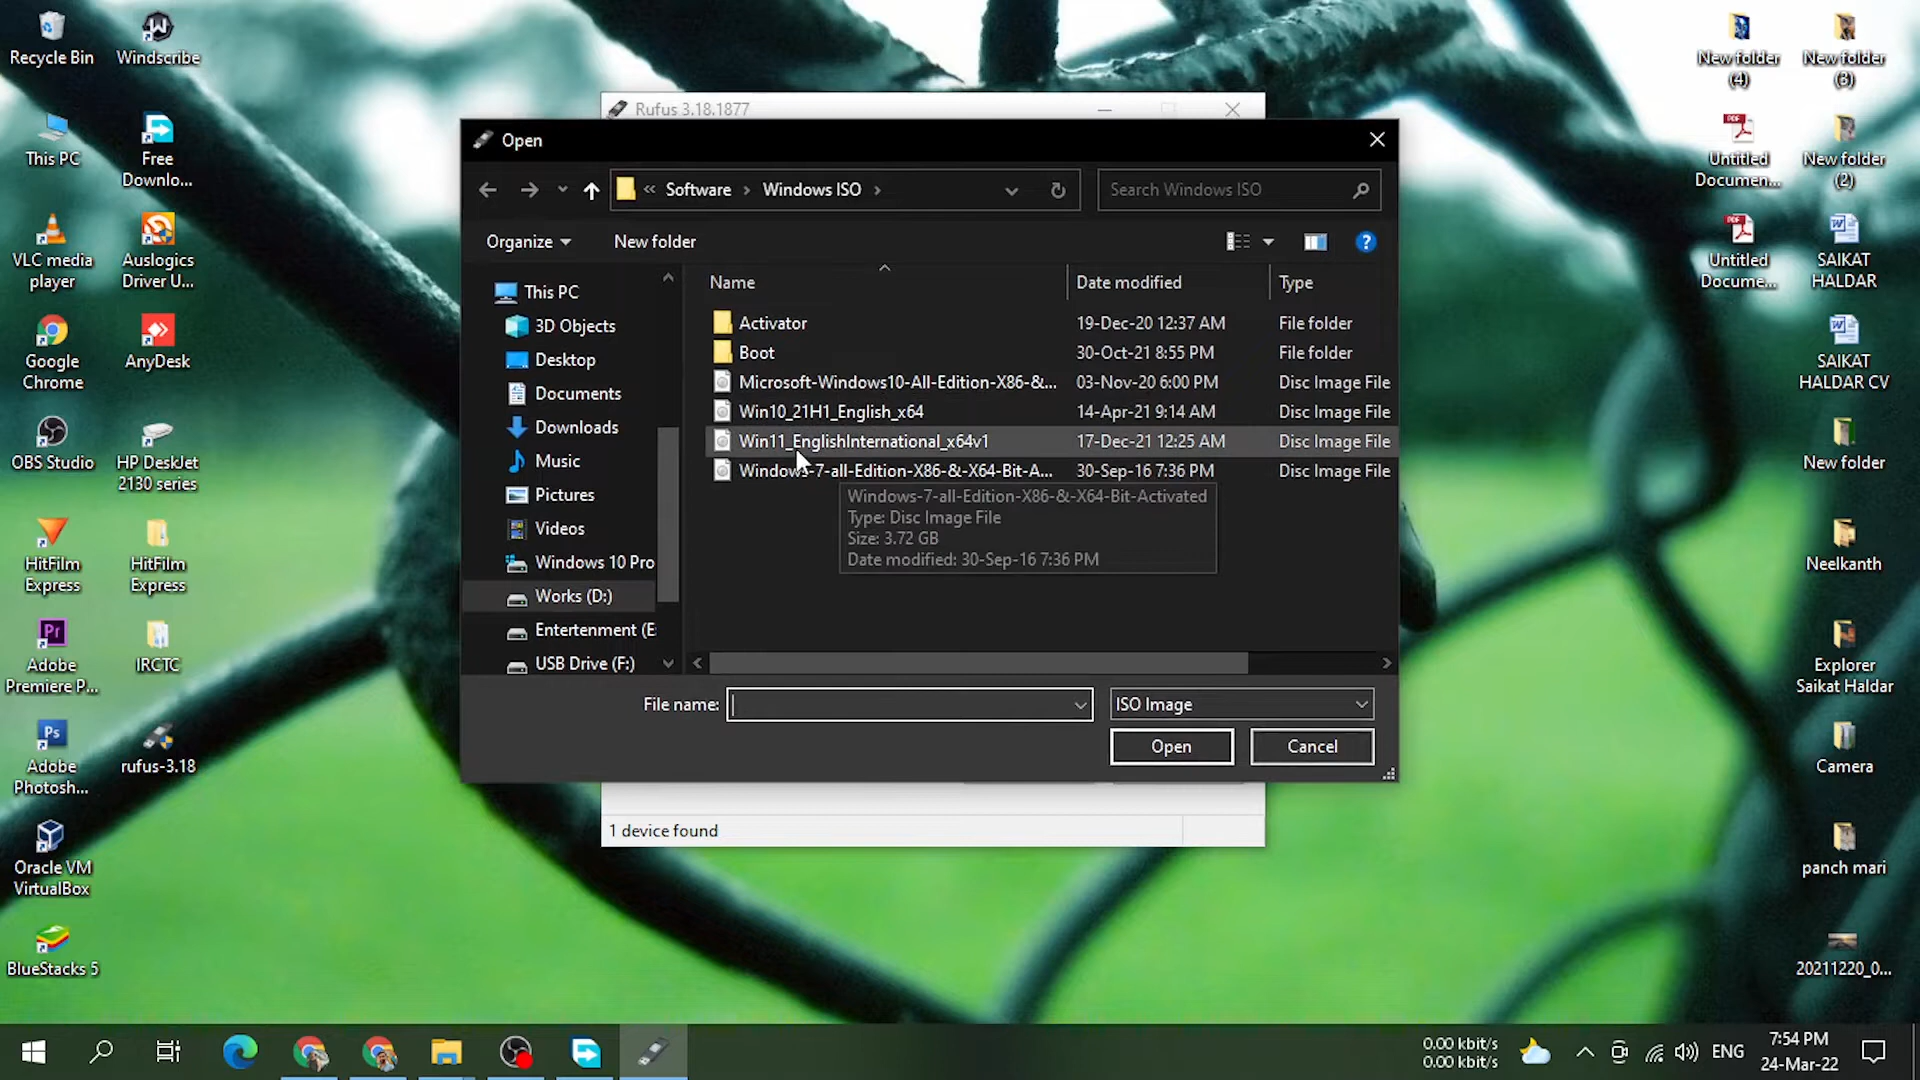 Recycle Bin
Windscribe
This PC
Free
Downlo...
VLC media
player
Auslogics
Driver U...
Google
Chrome
AnyDesk
OBS Studio
HP DeskJet
2130 series
HitFilm
Express
HitFilm
Express
Pr
Adobe
Premiere P...
IRCTC
Ps
Adobe
Photosh...
rufus-3.18
Oracle VM
VirtualBox
BlueStacks 5
Rufus 3.18.1877
Open
« Software › Windows ISO ›
Search Windows ISO
Organize
New folder
?
This PC
3D Objects
Desktop
Documents
Downloads
Music
Pictures
Videos
Windows 10 Pro
Works (D:)
Entertenment (E
USB Drive (F:)
Name Date modified Type
Activator 19-Dec-20 12:37 AM File folder
Boot 30-Oct-21 8:55 PM File folder
Microsoft-Windows10-All-Edition-X86-&... 03-Nov-20 6:00 PM Disc Image File
Win10_21H1_English_x64 14-Apr-21 9:14 AM Disc Image File
Win11_EnglishInternational_x64v1 17-Dec-21 12:25 AM Disc Image File
Windows-7-all-Edition-X86-&-X64-Bit-A... 30-Sep-16 7:36 PM Disc Image File
Windows-7-all-Edition-X86-&-X64-Bit-Activated
Type: Disc Image File
Size: 3.72 GB
Date modified: 30-Sep-16 7:36 PM
File name:
ISO Image
Open
Cancel
1 device found
New folder
(4)
New folder
(3)
PDF
Untitled
Documen...
New folder
(2)
PDF
Untitled
Docume...
SAIKAT
HALDAR
SAIKAT
HALDAR CV
New folder
Neelkanth
Explorer
Saikat Haldar
Camera
panch mari
20211220_0...
0.00 kbit/s
0.00 kbit/s
ENG
7:54 PM
24-Mar-22